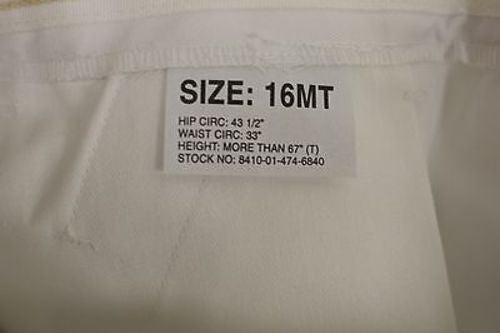 SIZE: 16MT
HIP CIRC: 43 1/2"
WAIST CIRC: 33"
HEIGHT: MORE THAN 67" (T)
STOCK NO: 8410-01-474-6840